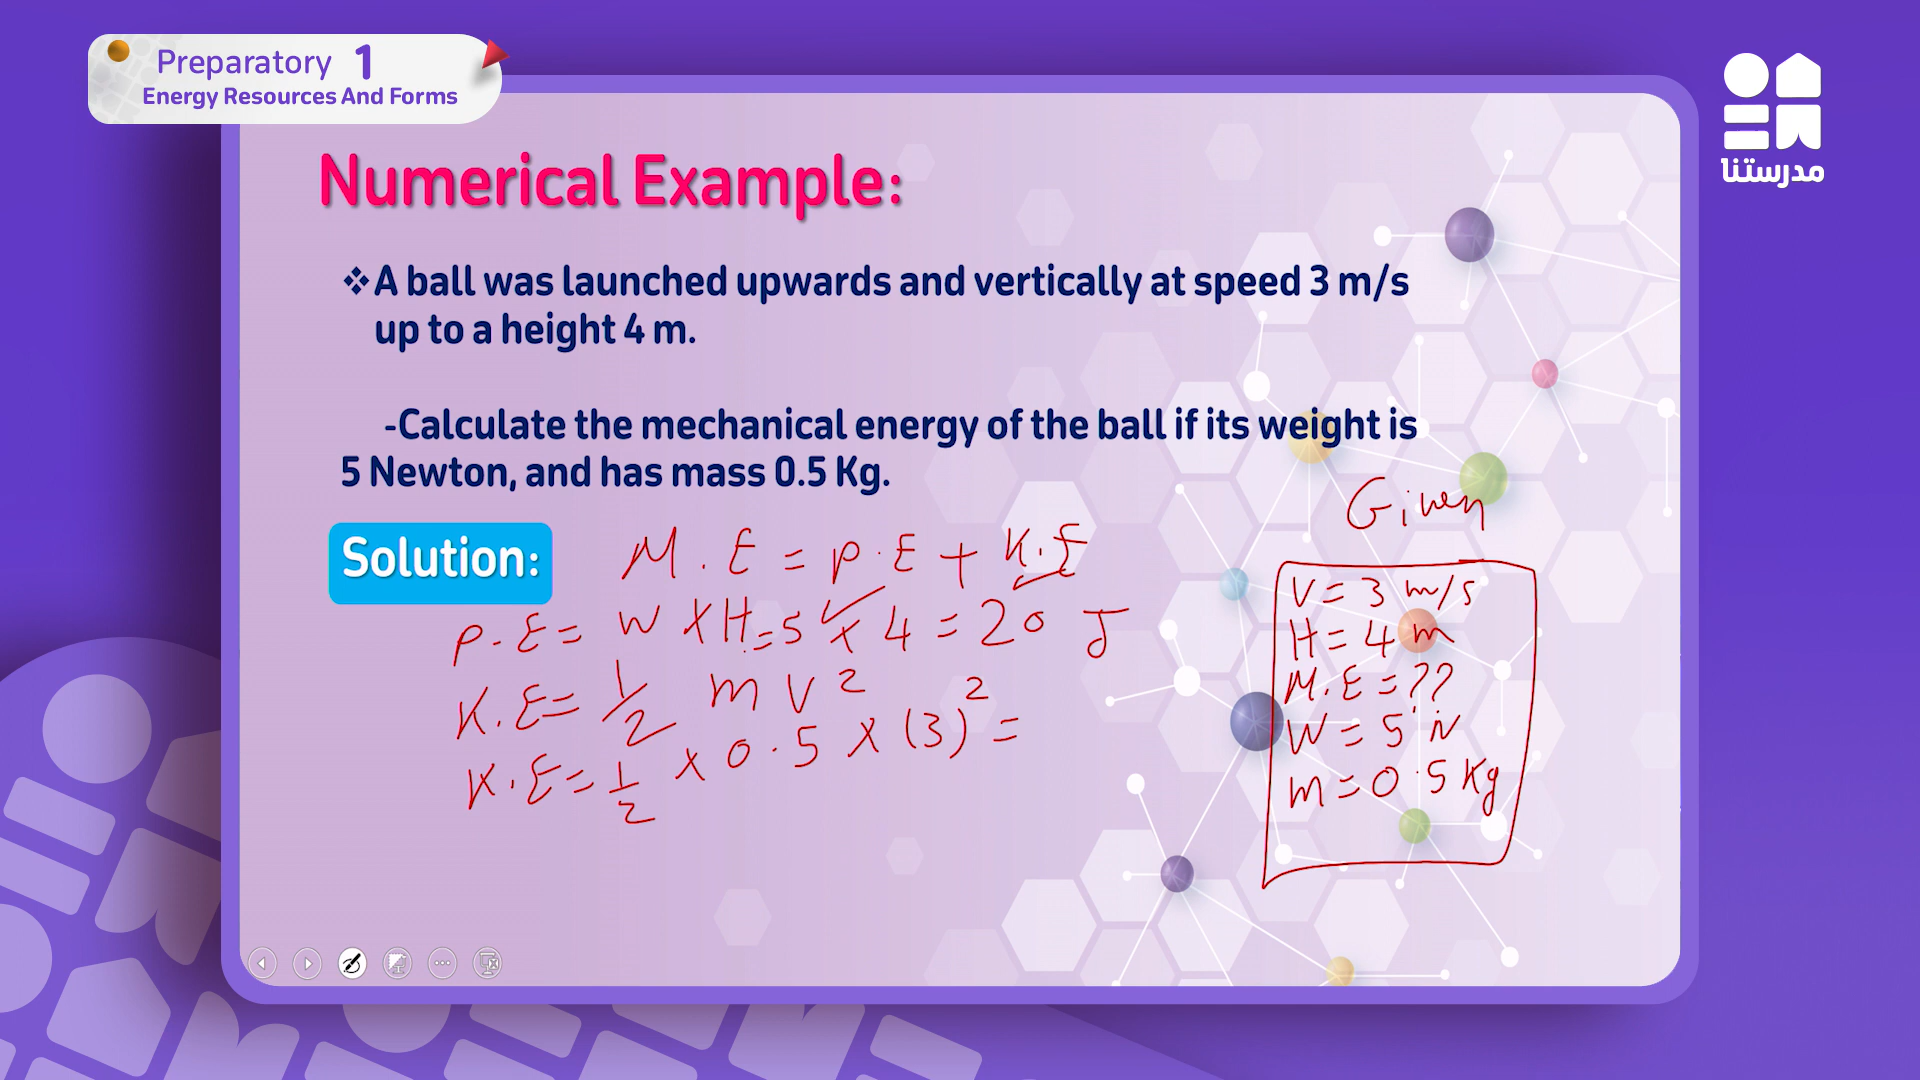 Preparatory 1
Energy Resources And Forms
مدرستنا
Numerical Example:
❖A ball was launched upwards and vertically at speed 3 m/s
up to a height 4 m.
-Calculate the mechanical energy of the ball if its weight is
5 Newton, and has mass 0.5 Kg.
Solution:
M.E = P.E + K.E
P.E = W X H = 5 X 4 = 20 J
K.E = 1/2 m V²
K.E = 1/2 X 0.5 X (3)² =
Given
V = 3 m/s
H = 4 m
M.E = ??
W = 5 N
m = 0.5 Kg